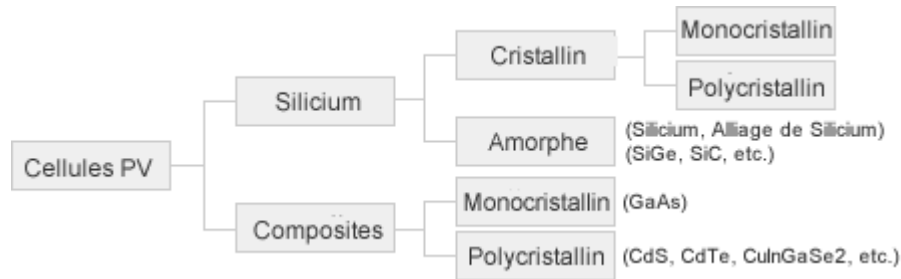 Monocristallin
Cristallin
Polycristallin
Silicium
Amorphe
(Silicium, Alliage de Silicium)
(SiGe, SiC, etc.)
Cellules PV
Monocristallin
(GaAs)
Composites
Polycristallin
(CdS, CdTe, CuInGaSe2, etc.)